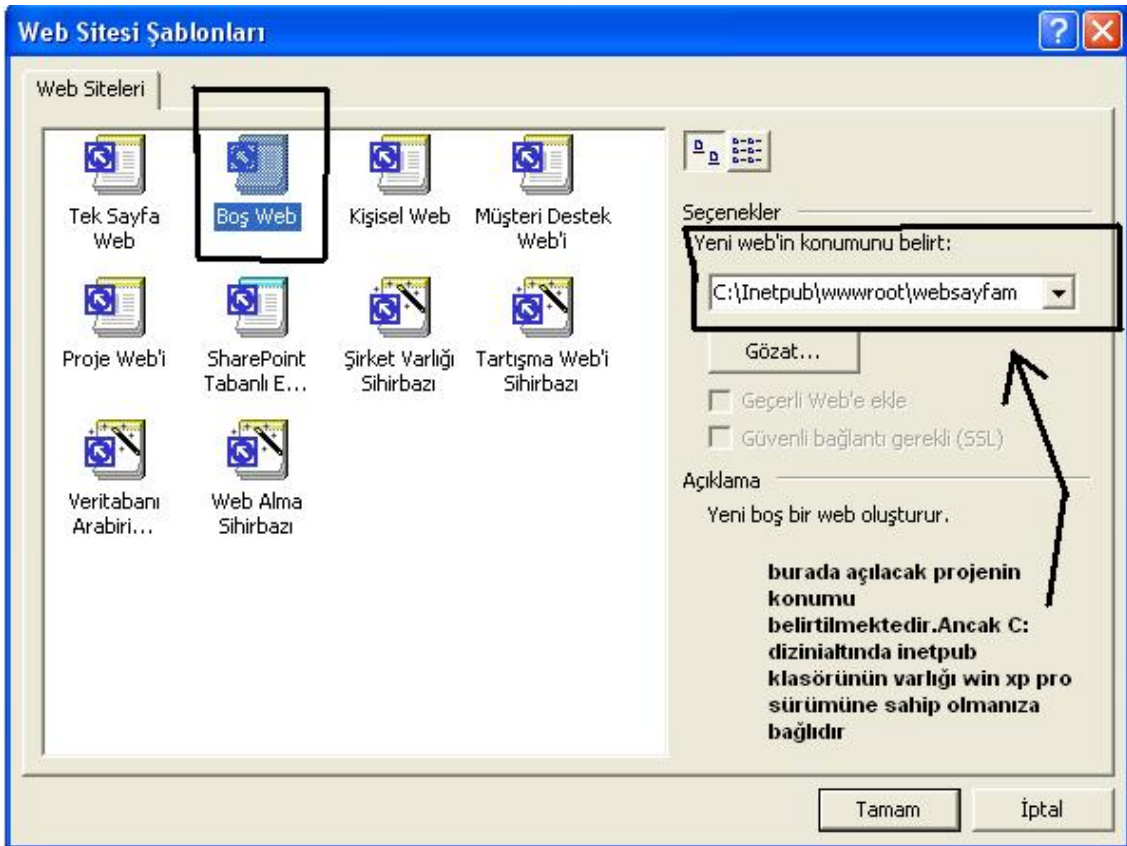 Web Sitesi Şablonları
Web Siteleri
Tek Sayfa
Web
Boş Web
Kişisel Web
Müşteri Destek
Web'i
Proje Web'i
SharePoint
Tabanlı E...
Şirket Varlığı
Sihirbazı
Tartışma Web'i
Sihirbazı
Veritabanı
Arabiri...
Web Alma
Sihirbazı
Seçenekler
Yeni web'in konumunu belirt:
C:\Inetpub\wwwroot\websayfam
Gözat...
Geçerli Web'e ekle
Güvenli bağlantı gerekli (SSL)
Açıklama
Yeni boş bir web oluşturur.
burada açılacak projenin
konumu
belirtilmektedir.Ancak C:
dizinialtında inetpub
klasörünün varlığı win xp pro
sürümüne sahip olmanıza
bağlıdır
Tamam
İptal